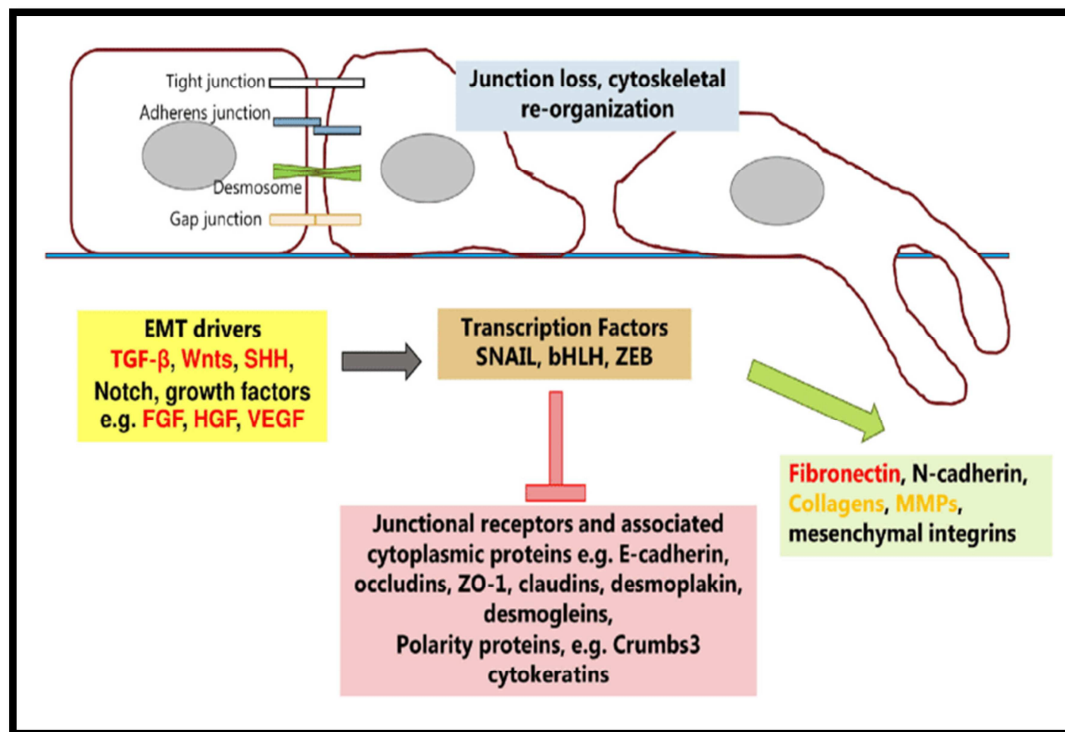 Tight junction
Adherens junction
Desmosome
Gap junction
Junction loss, cytoskeletal
re-organization
EMT drivers
TGF-β, Wnts, SHH,
Notch, growth factors
e.g. FGF, HGF, VEGF
Transcription Factors
SNAIL, bHLH, ZEB
Fibronectin, N-cadherin,
Collagens, MMPs,
mesenchymal integrins
Junctional receptors and associated
cytoplasmic proteins e.g. E-cadherin,
occludins, ZO-1, claudins, desmoplakin,
desmogleins,
Polarity proteins, e.g. Crumbs3
cytokeratins